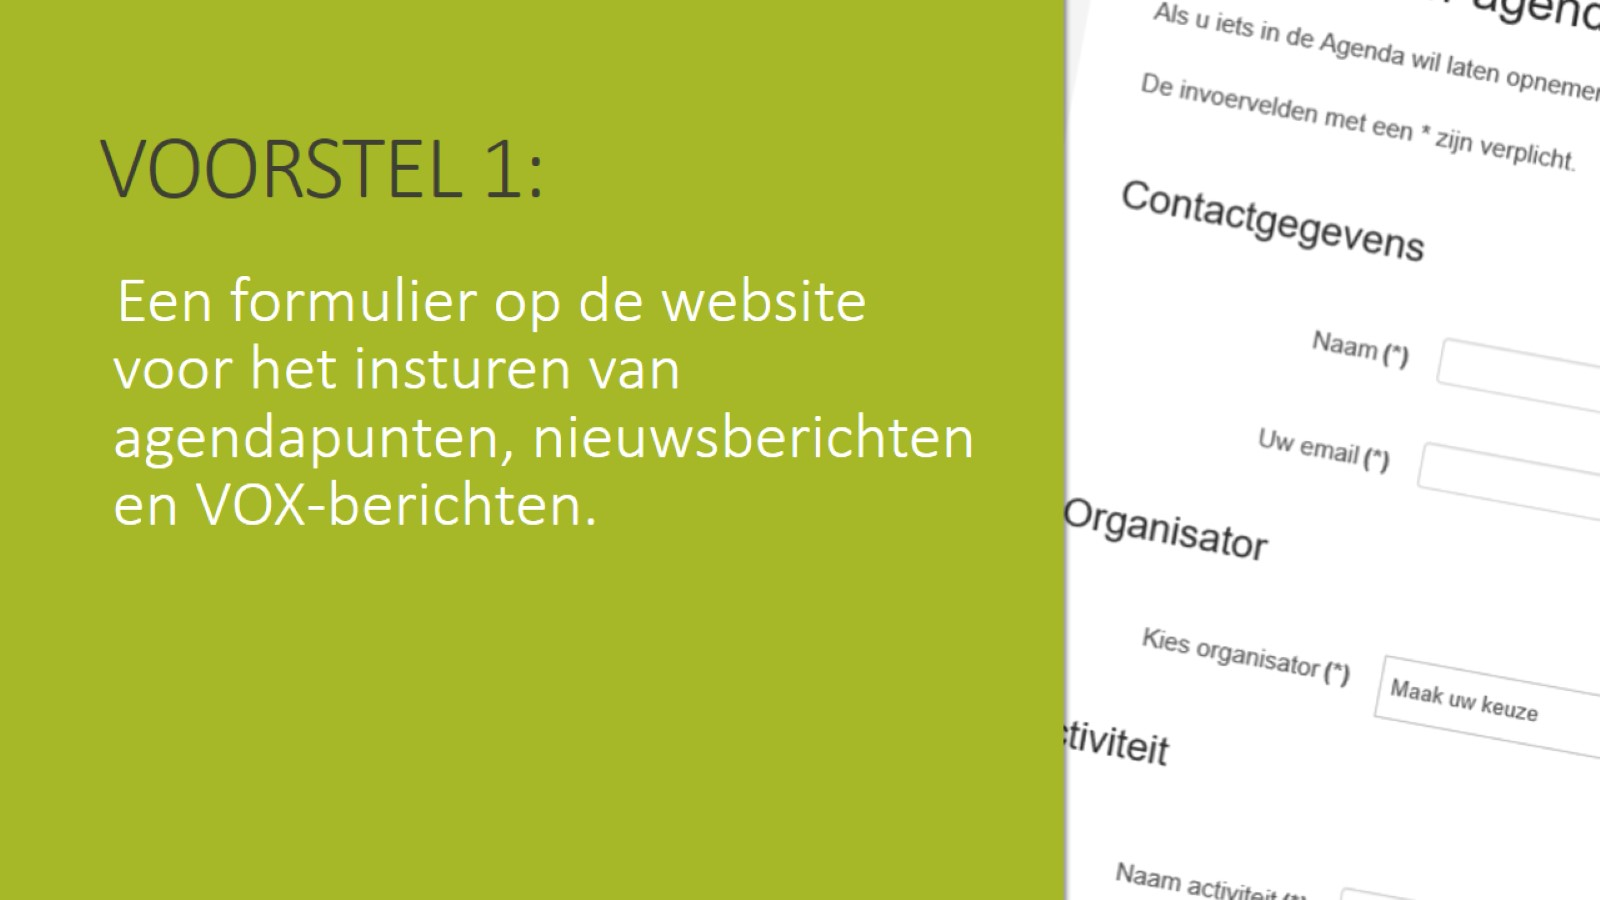 VOORSTEL 1:
Een formulier op de website
voor het insturen van
agendapunten, nieuwsberichten
en VOX-berichten.
Als u iets in de Agenda wil laten
De invoervelden met een * zijn verplicht.
Contactgegevens
Naam (*)
Uw email (*)
Organisator
Kies organisator (*)
Maak uw keuze
Naam activiteit (*)